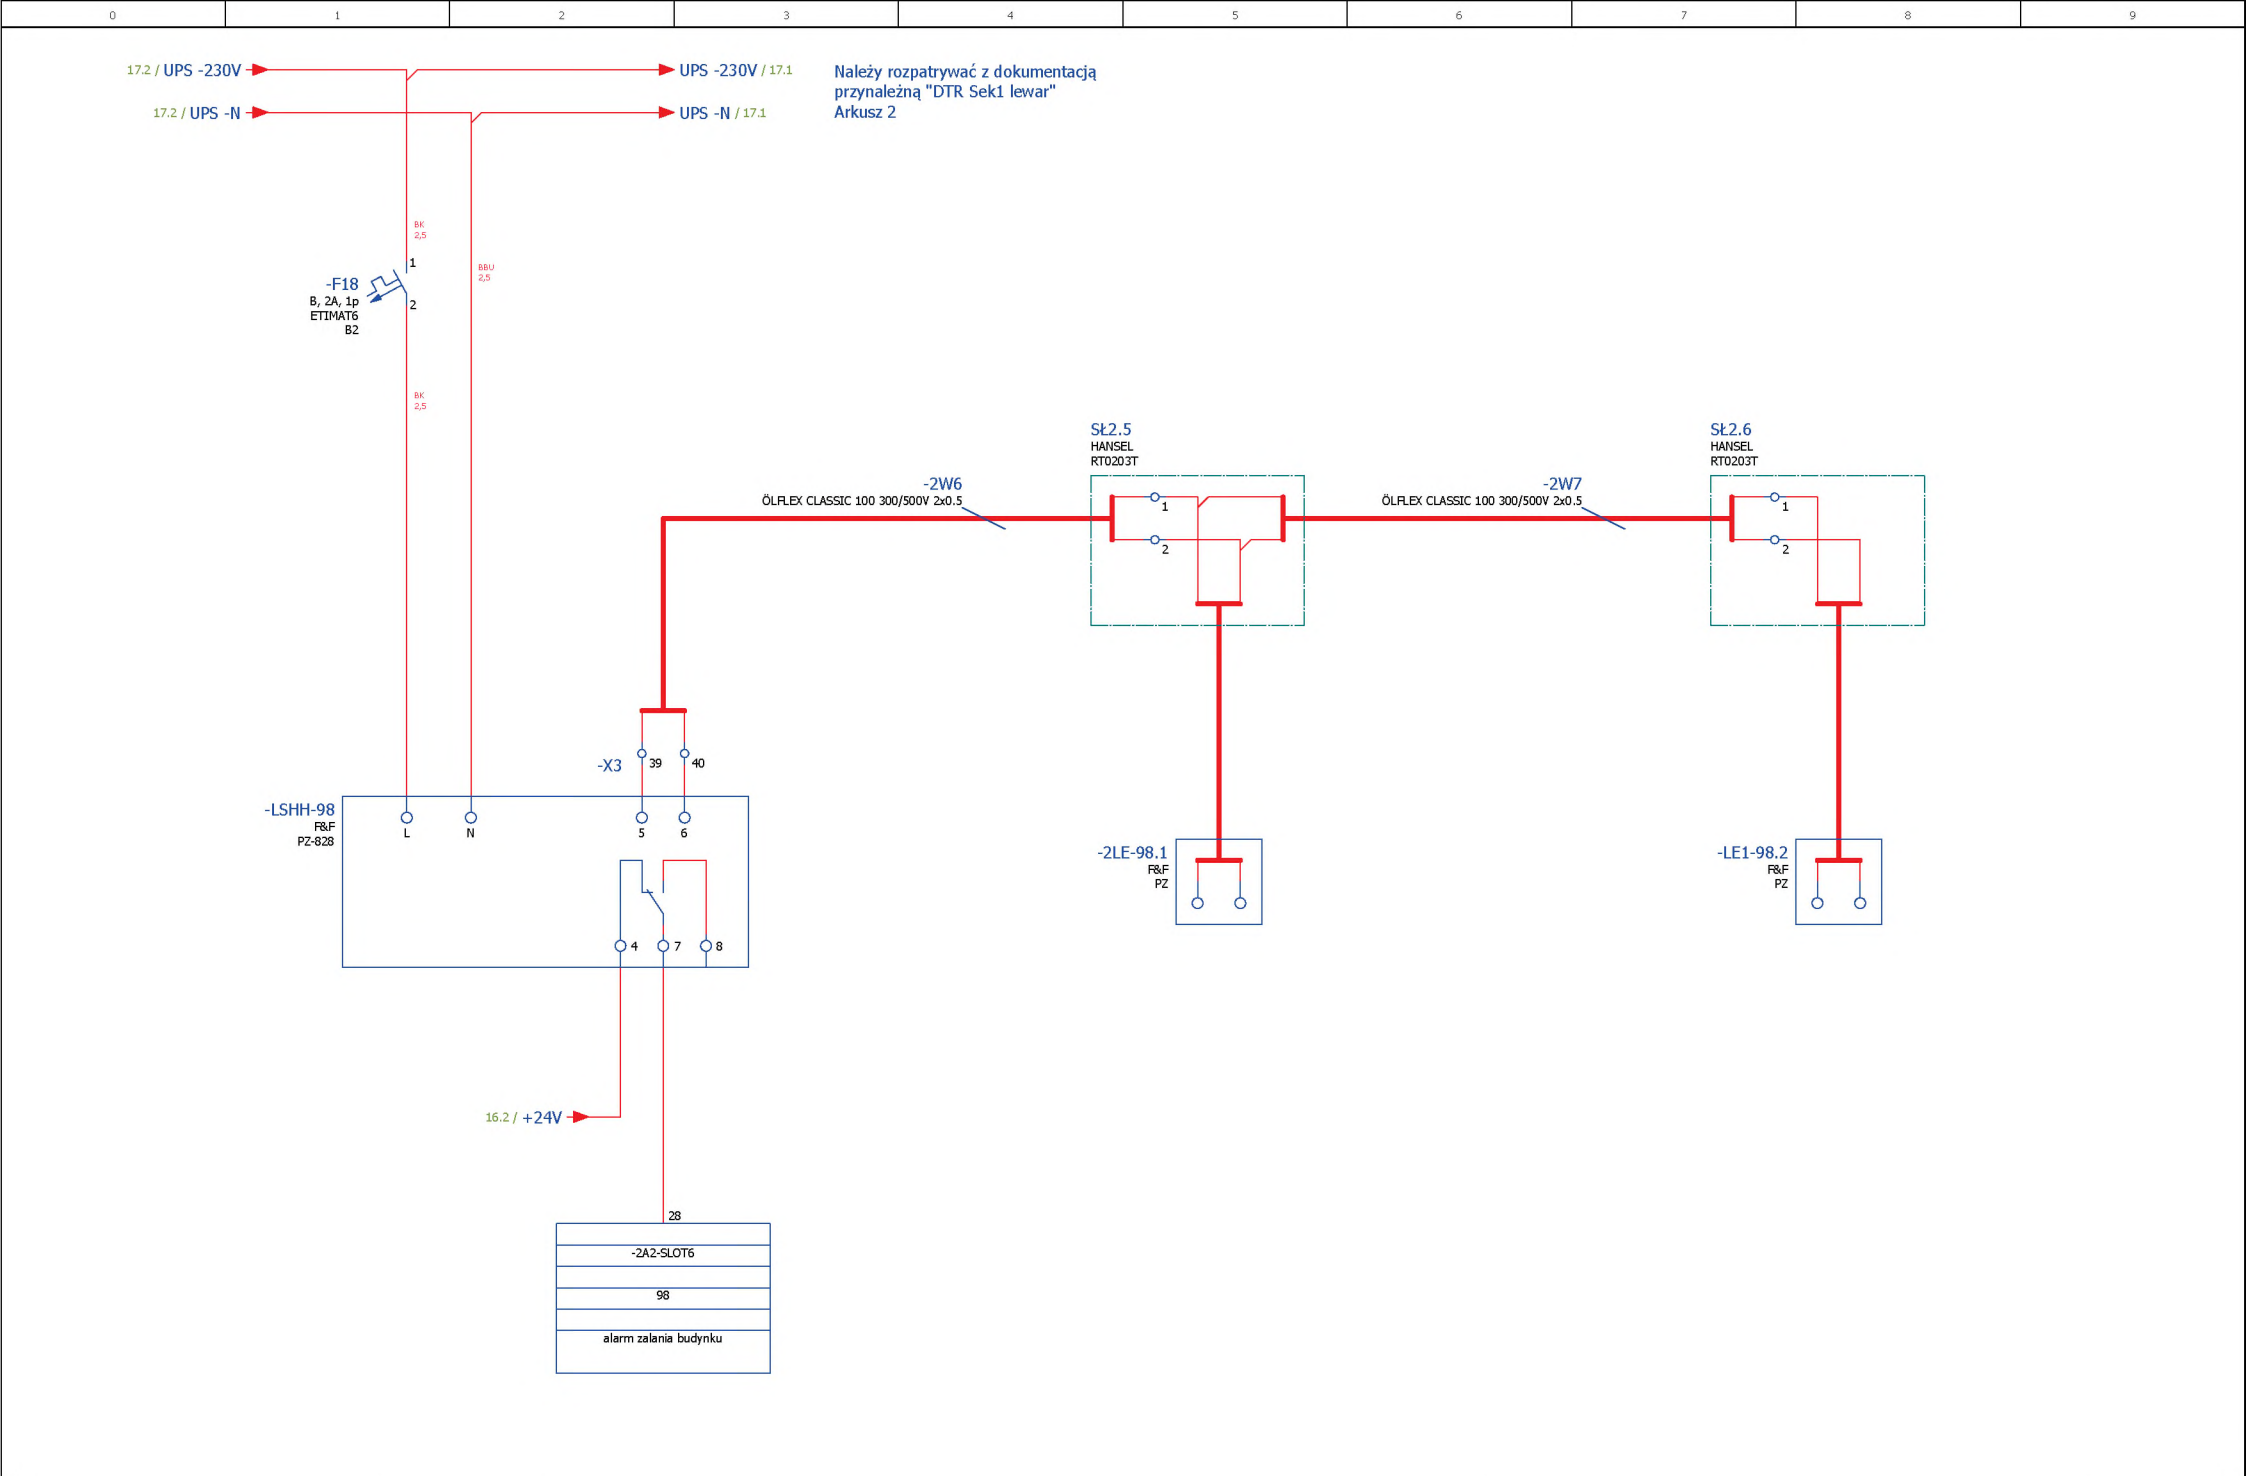 0 1 2 3 4 5 6 7 8 9
17.2 / UPS -230V
UPS -230V / 17.1
17.2 / UPS -N
UPS -N / 17.1
Należy rozpatrywać z dokumentacją
przynależną "DTR Sek1 lewar"
Arkusz 2
BK
2,5
BBU
2,5
-F18
B, 2A, 1p
ETIMAT6
B2
1
2
BK
2,5
-2W6
ÖLFLEX CLASSIC 100 300/500V 2x0.5
SŁ2.5
HANSEL
RT0203T
1
2
-2W7
ÖLFLEX CLASSIC 100 300/500V 2x0.5
SŁ2.6
HANSEL
RT0203T
1
2
-X3
39
40
-LSHH-98
F&F
PZ-828
L
N
5
6
4
7
8
-2LE-98.1
F&F
PZ
-LE1-98.2
F&F
PZ
16.2 / +24V
28
-2A2-SLOT6
98
alarm zalania budynku